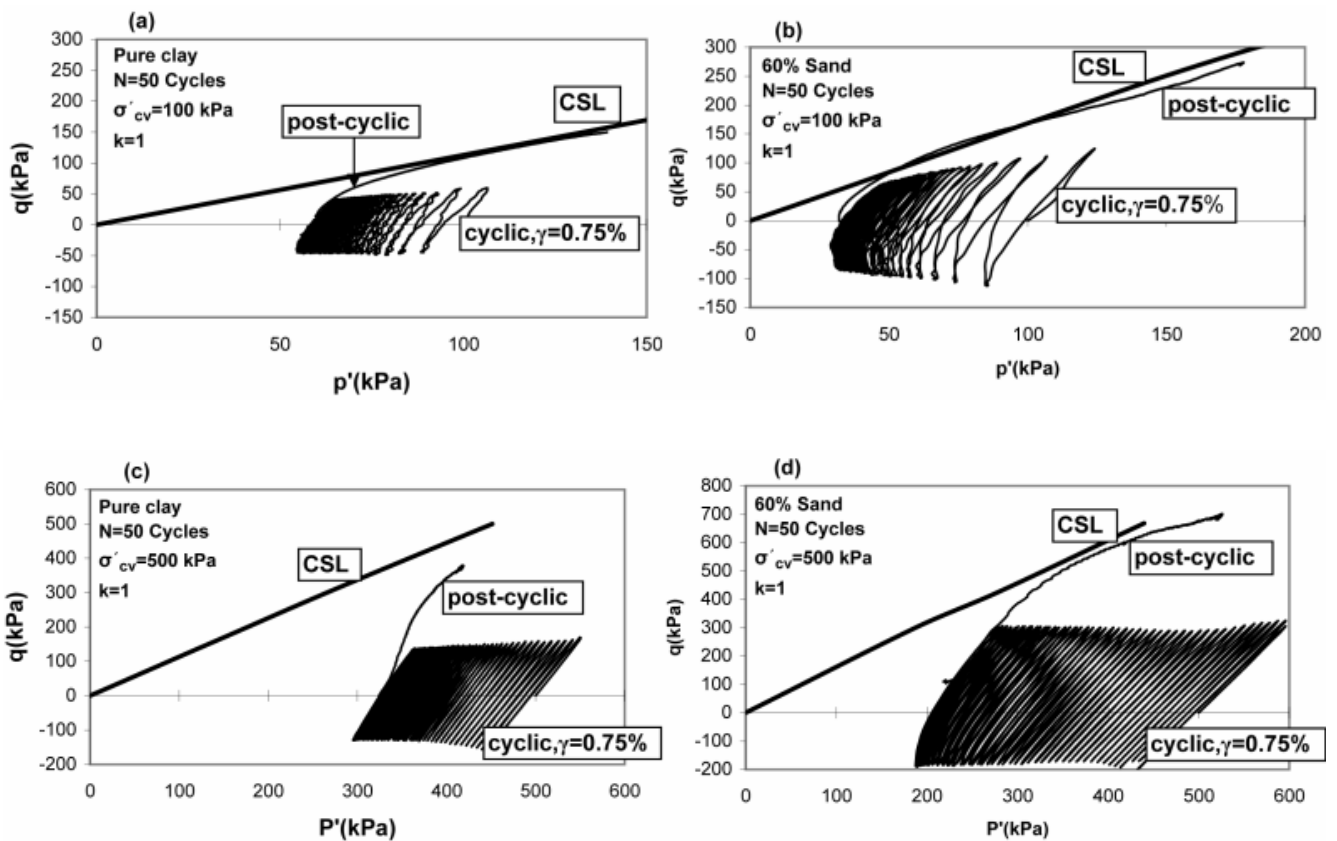 (a)
300
250
200
150
100
50
0
-50
-100
-150
q(kPa)
Pure clay
N=50 Cycles
σ´cv=100 kPa
k=1
post-cyclic
CSL
cyclic,γ=0.75%
0
50
100
150
p'(kPa)
(b)
300
250
200
150
100
50
0
-50
-100
-150
q(kPa)
60% Sand
N=50 Cycles
σ´cv=100 kPa
k=1
CSL
post-cyclic
cyclic,γ=0.75%
0
50
100
150
200
p'(kPa)
(c)
600
500
400
300
200
100
0
-100
-200
q(kPa)
Pure clay
N=50 Cycles
σ´cv=500 kPa
k=1
CSL
post-cyclic
cyclic,γ=0.75%
0
100
200
300
400
500
600
P'(kPa)
(d)
800
700
600
500
400
300
200
100
0
-100
-200
q(kPa)
60% Sand
N=50 Cycles
σ´cv=500 kPa
k=1
CSL
post-cyclic
cyclic,γ=0.75%
0
100
200
300
400
500
600
P'(kPa)